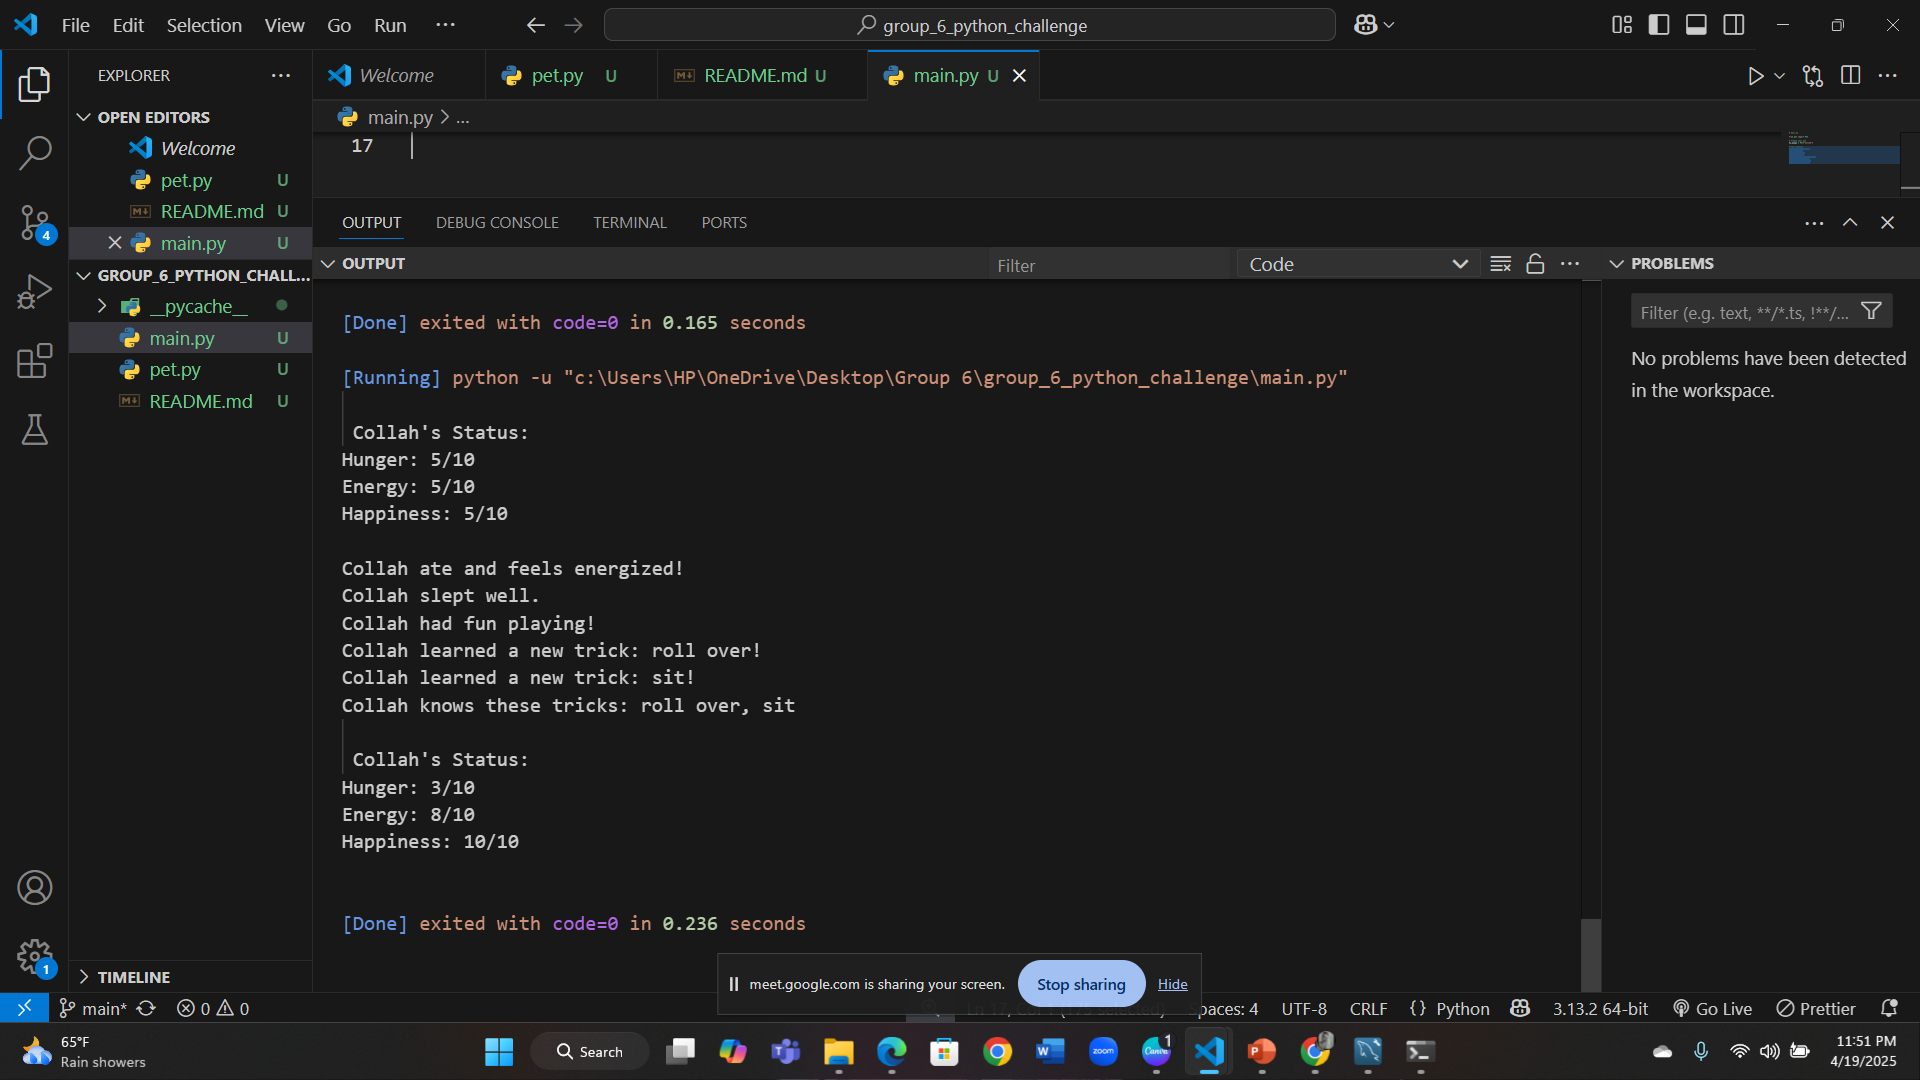 File Edit Selection View Go Run ···
group_6_python_challenge
EXPLORER
OPEN EDITORS
Welcome
pet.py U
README.md U
main.py U
GROUP_6_PYTHON_CHALL...
__pycache__
main.py U
pet.py U
README.md U
TIMELINE
Welcome pet.py U README.md U main.py U
main.py > ...
17
OUTPUT DEBUG CONSOLE TERMINAL PORTS
OUTPUT Filter Code
[Done] exited with code=0 in 0.165 seconds
[Running] python -u "c:\Users\HP\OneDrive\Desktop\Group 6\group_6_python_challenge\main.py"
Collah's Status:
Hunger: 5/10
Energy: 5/10
Happiness: 5/10
Collah ate and feels energized!
Collah slept well.
Collah had fun playing!
Collah learned a new trick: roll over!
Collah learned a new trick: sit!
Collah knows these tricks: roll over, sit
Collah's Status:
Hunger: 3/10
Energy: 8/10
Happiness: 10/10
[Done] exited with code=0 in 0.236 seconds
PROBLEMS
Filter (e.g. text, **/*.ts, !**/...
No problems have been detected
in the workspace.
4
1
meet.google.com is sharing your screen. Stop sharing Hide
main* 0 0 Spaces: 4 UTF-8 CRLF {} Python 3.13.2 64-bit Go Live Prettier
65°F
Rain showers
Search
zoom
Canva
1
11:51 PM
4/19/2025